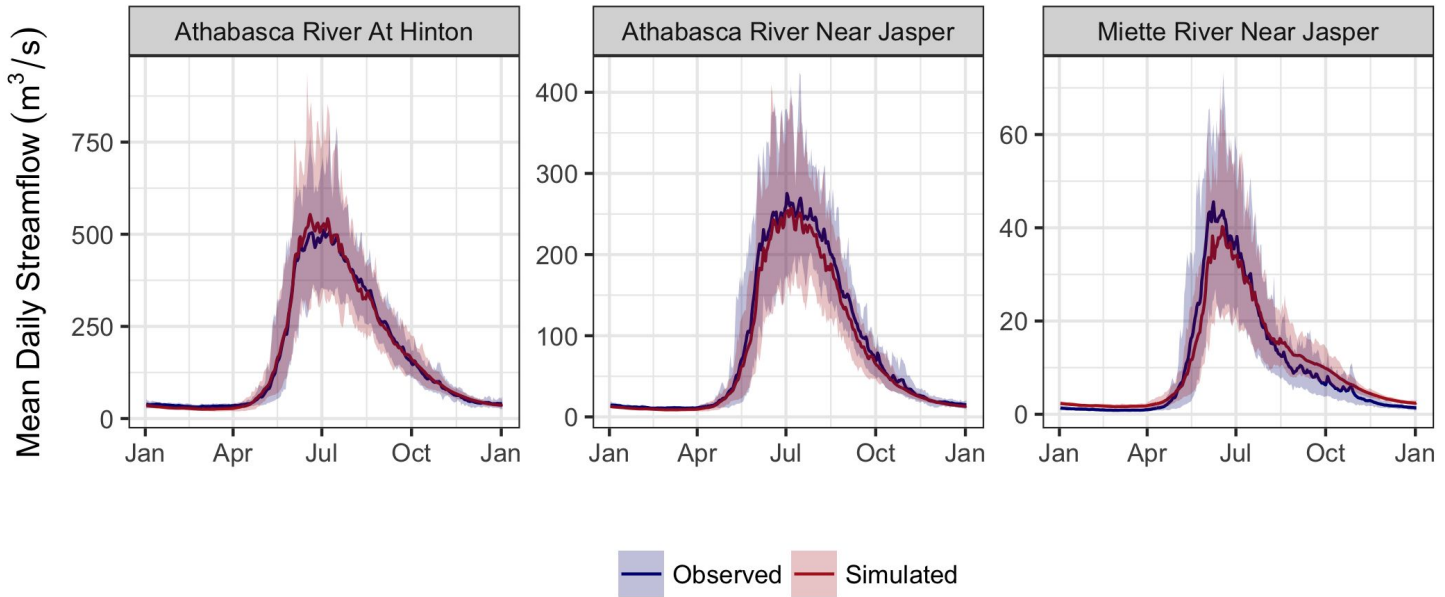 Mean Daily Streamflow (m³/s)
Athabasca River At Hinton
750
500
250
0
Jan Apr Jul Oct Jan
Athabasca River Near Jasper
400
300
200
100
0
Jan Apr Jul Oct Jan
Miette River Near Jasper
60
40
20
0
Jan Apr Jul Oct Jan
Observed Simulated